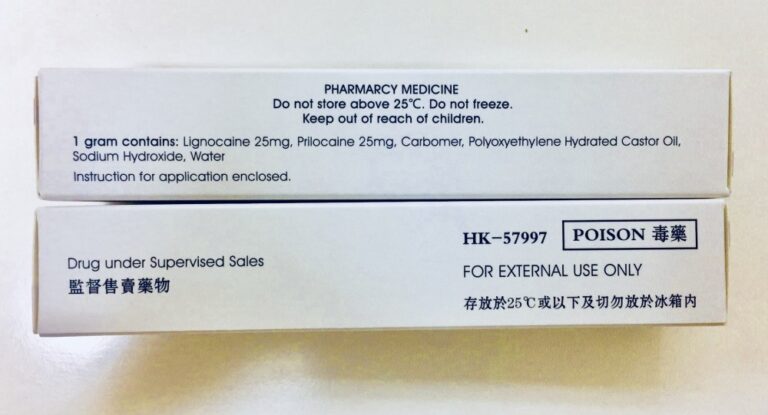 PHARMARCY MEDICINE
Do not store above 25℃. Do not freeze.
Keep out of reach of children.
1 gram contains: Lignocaine 25mg, Prilocaine 25mg, Carbomer, Polyoxyethylene Hydrated Castor Oil,
Sodium Hydroxide, Water
Instruction for application enclosed.
HK-57997 POISON 毒藥
Drug under Supervised Sales
FOR EXTERNAL USE ONLY
監督售賣藥物
存放於25℃或以下及切勿放於冰箱內